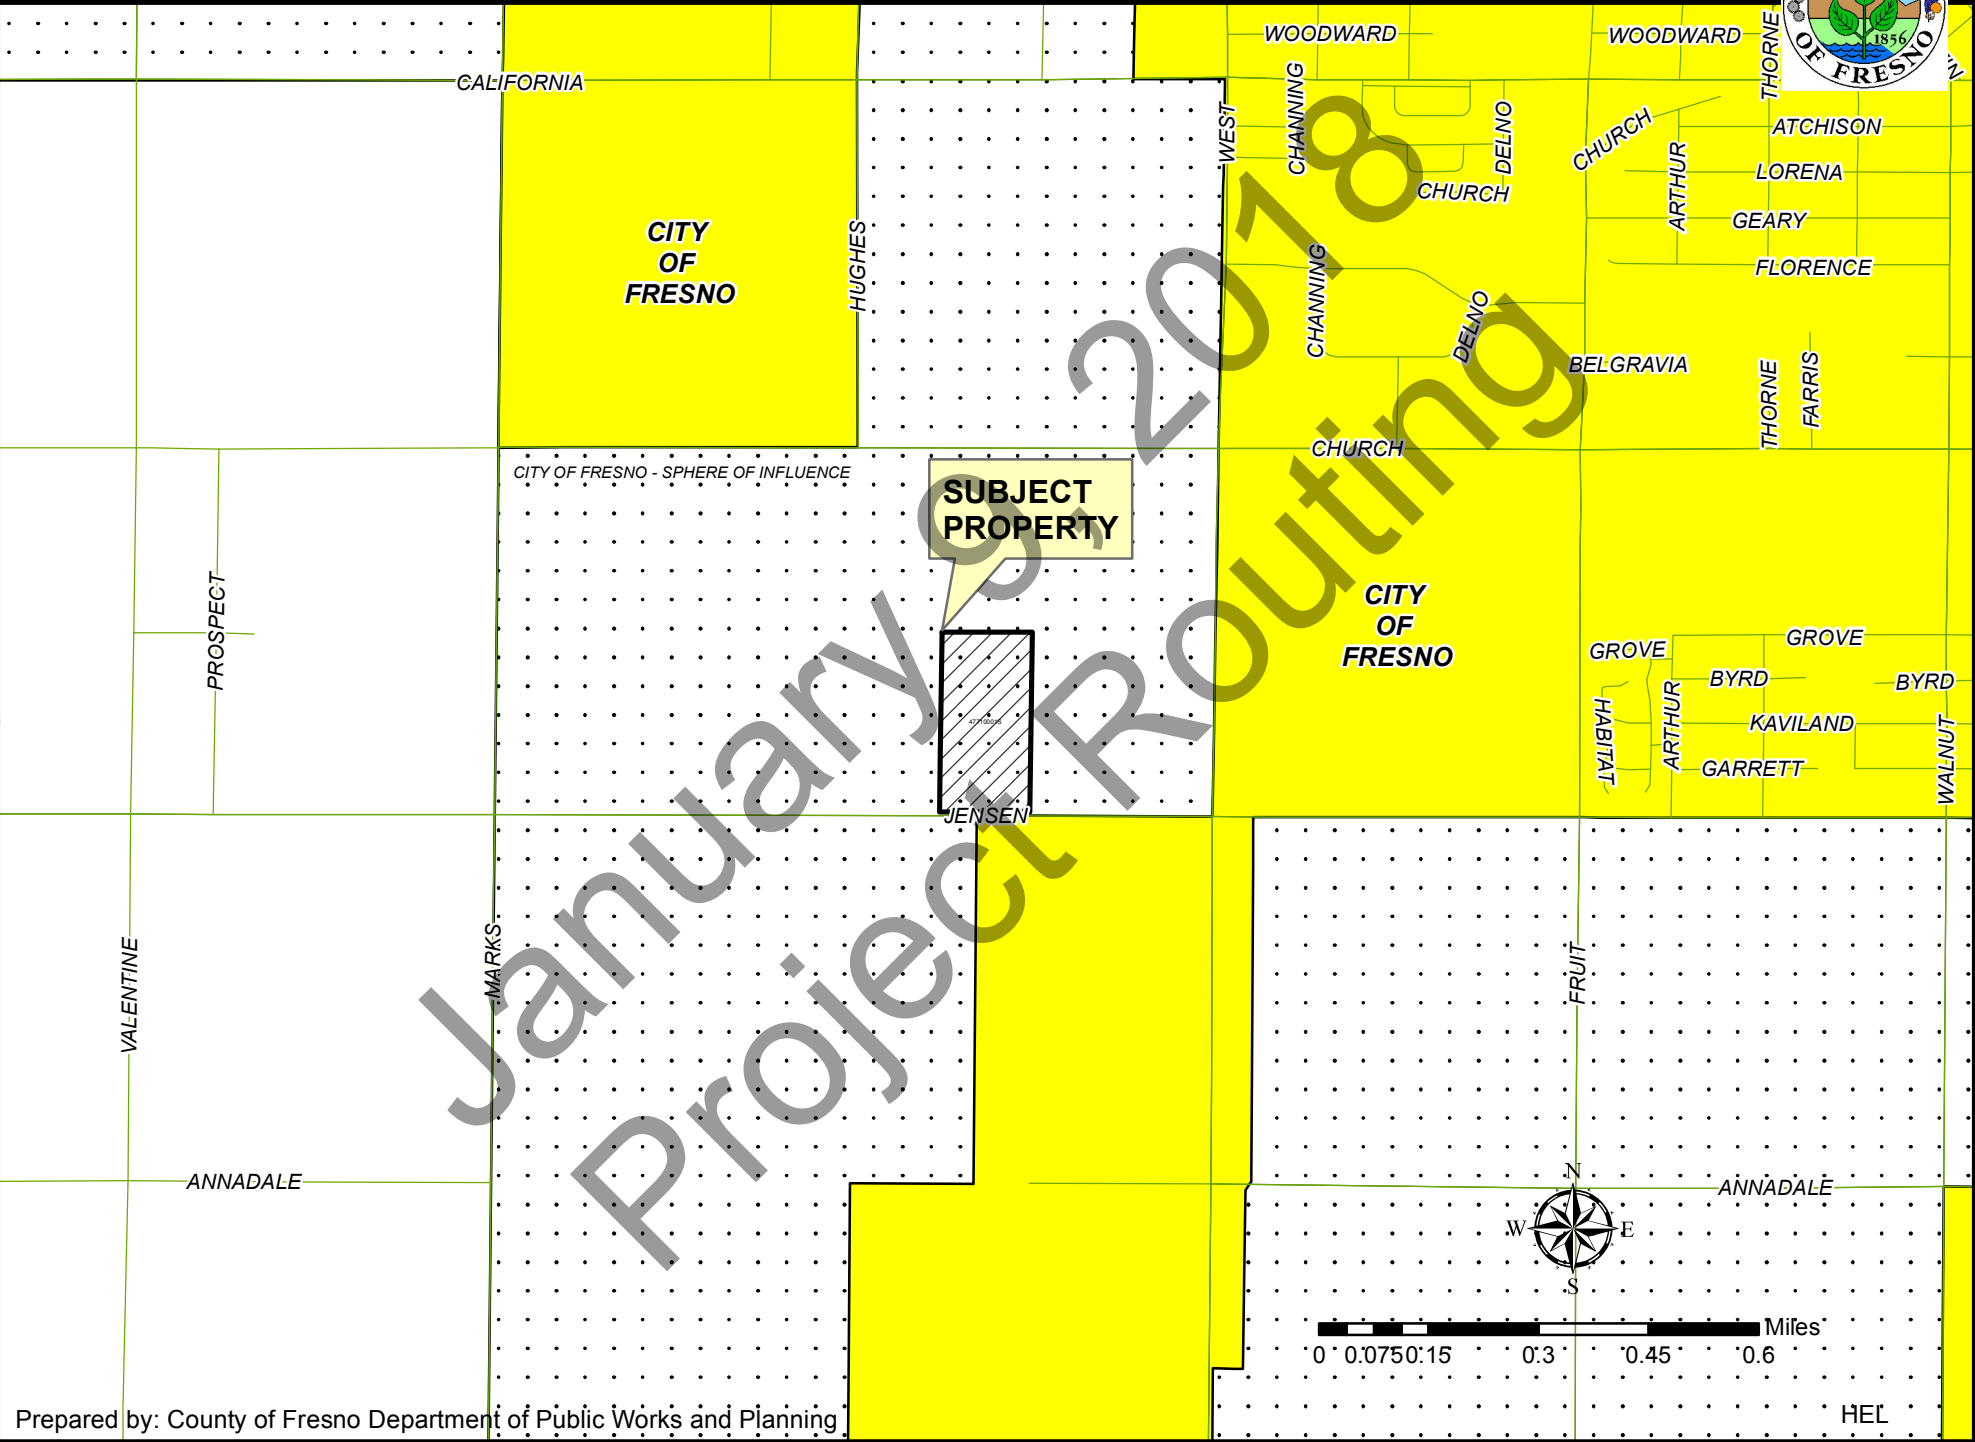 WOODWARD
WOODWARD
THORNE
1856
OF FRESNO
CALIFORNIA
WEST
CHANNING
DELNO
CHURCH
ATCHISON
ARTHUR
LORENA
CHURCH
GEARY
CITY
OF
FRESNO
HUGHES
CHANNING
FLORENCE
DELNO
BELGRAVIA
THORNE
FARRIS
CHURCH
CITY OF FRESNO - SPHERE OF INFLUENCE
SUBJECT
PROPERTY
January 9, 2018
Project Routing
PROSPECT
CITY
OF
FRESNO
GROVE
GROVE
BYRD
BYRD
HABITAT
ARTHUR
KAVILAND
GARRETT
WALNUT
JENSEN
VALENTINE
MARKS
FRUIT
ANNADALE
ANNADALE
N
W
E
S
Miles
0 0.075 0.15 0.3 0.45 0.6
Prepared by: County of Fresno Department of Public Works and Planning
HEL